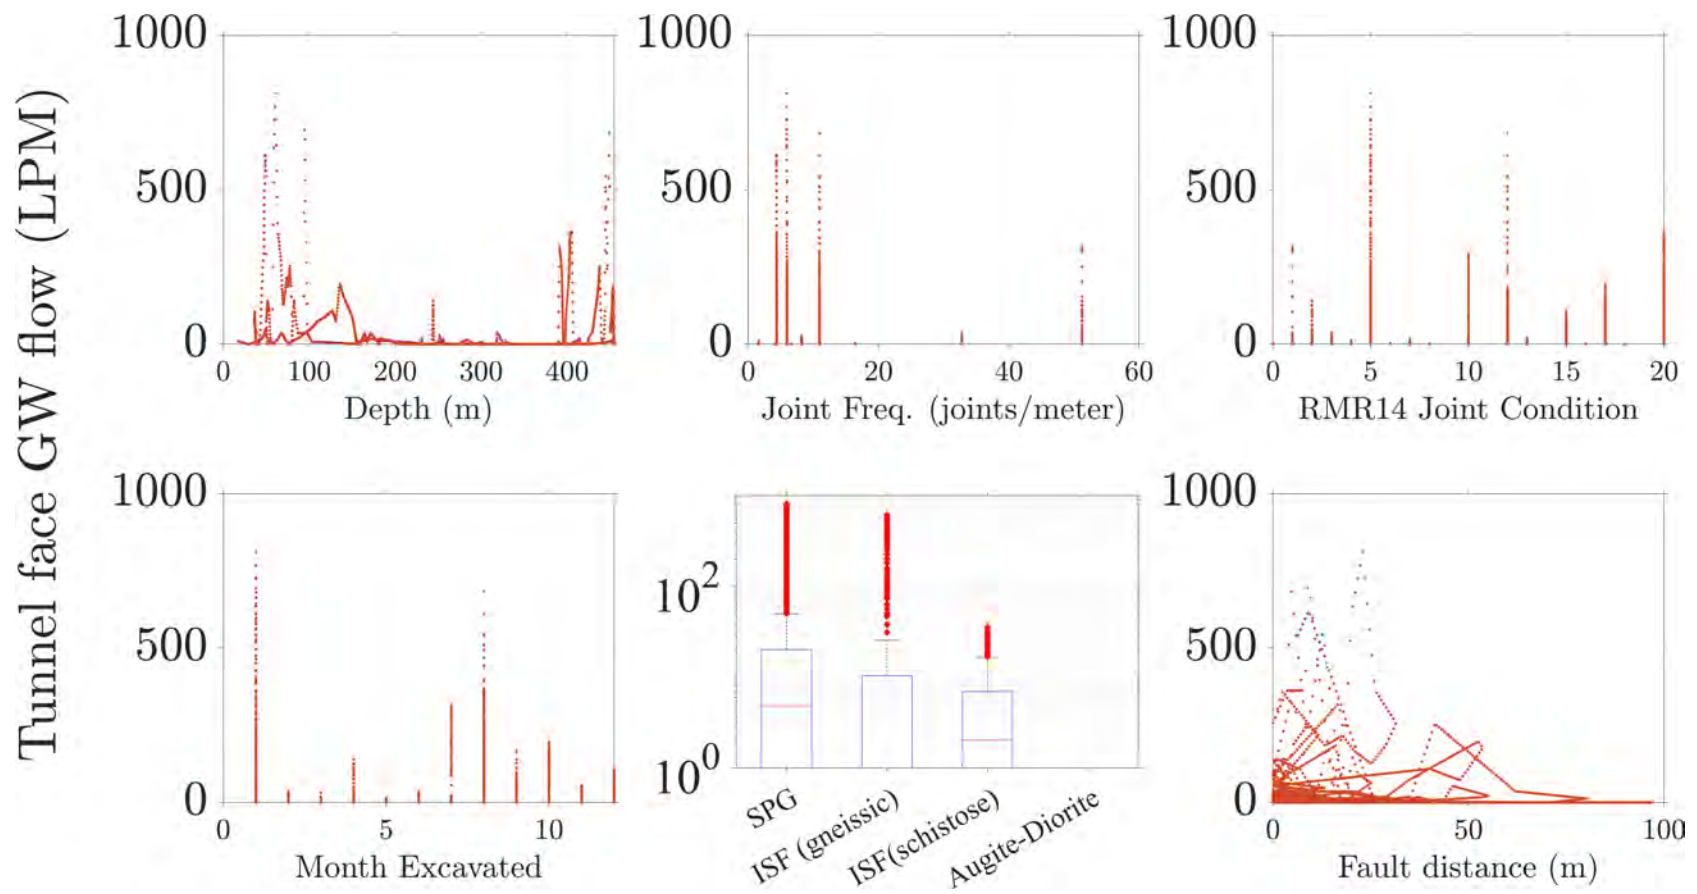 Tunnel face GW flow (LPM)
1000
500
0
0 100 200 300 400
Depth (m)
1000
500
0
0 20 40 60
Joint Freq. (joints/meter)
1000
500
0
0 5 10 15 20
RMR14 Joint Condition
1000
500
0
0 5 10
Month Excavated
10^2
10^0
SPG
ISF (gneissic)
ISF(schistose)
Augite-Diorite
1000
500
0
0 50 100
Fault distance (m)